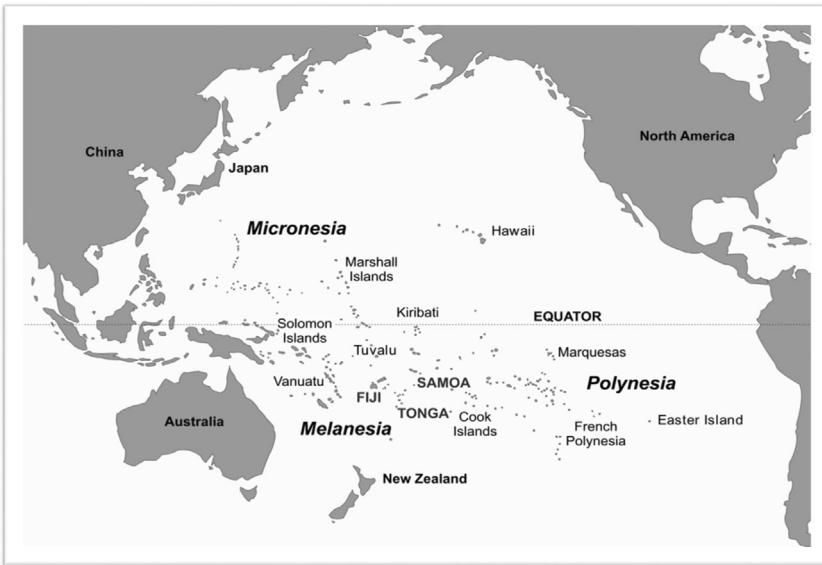 North America
China
Japan
Micronesia
Hawaii
Marshall
Islands
Kiribati
EQUATOR
Solomon
Islands
Tuvalu
Marquesas
Vanuatu
SAMOA
Polynesia
FIJI
TONGA
Cook
Islands
Australia
Melanesia
French
Polynesia
Easter Island
New Zealand